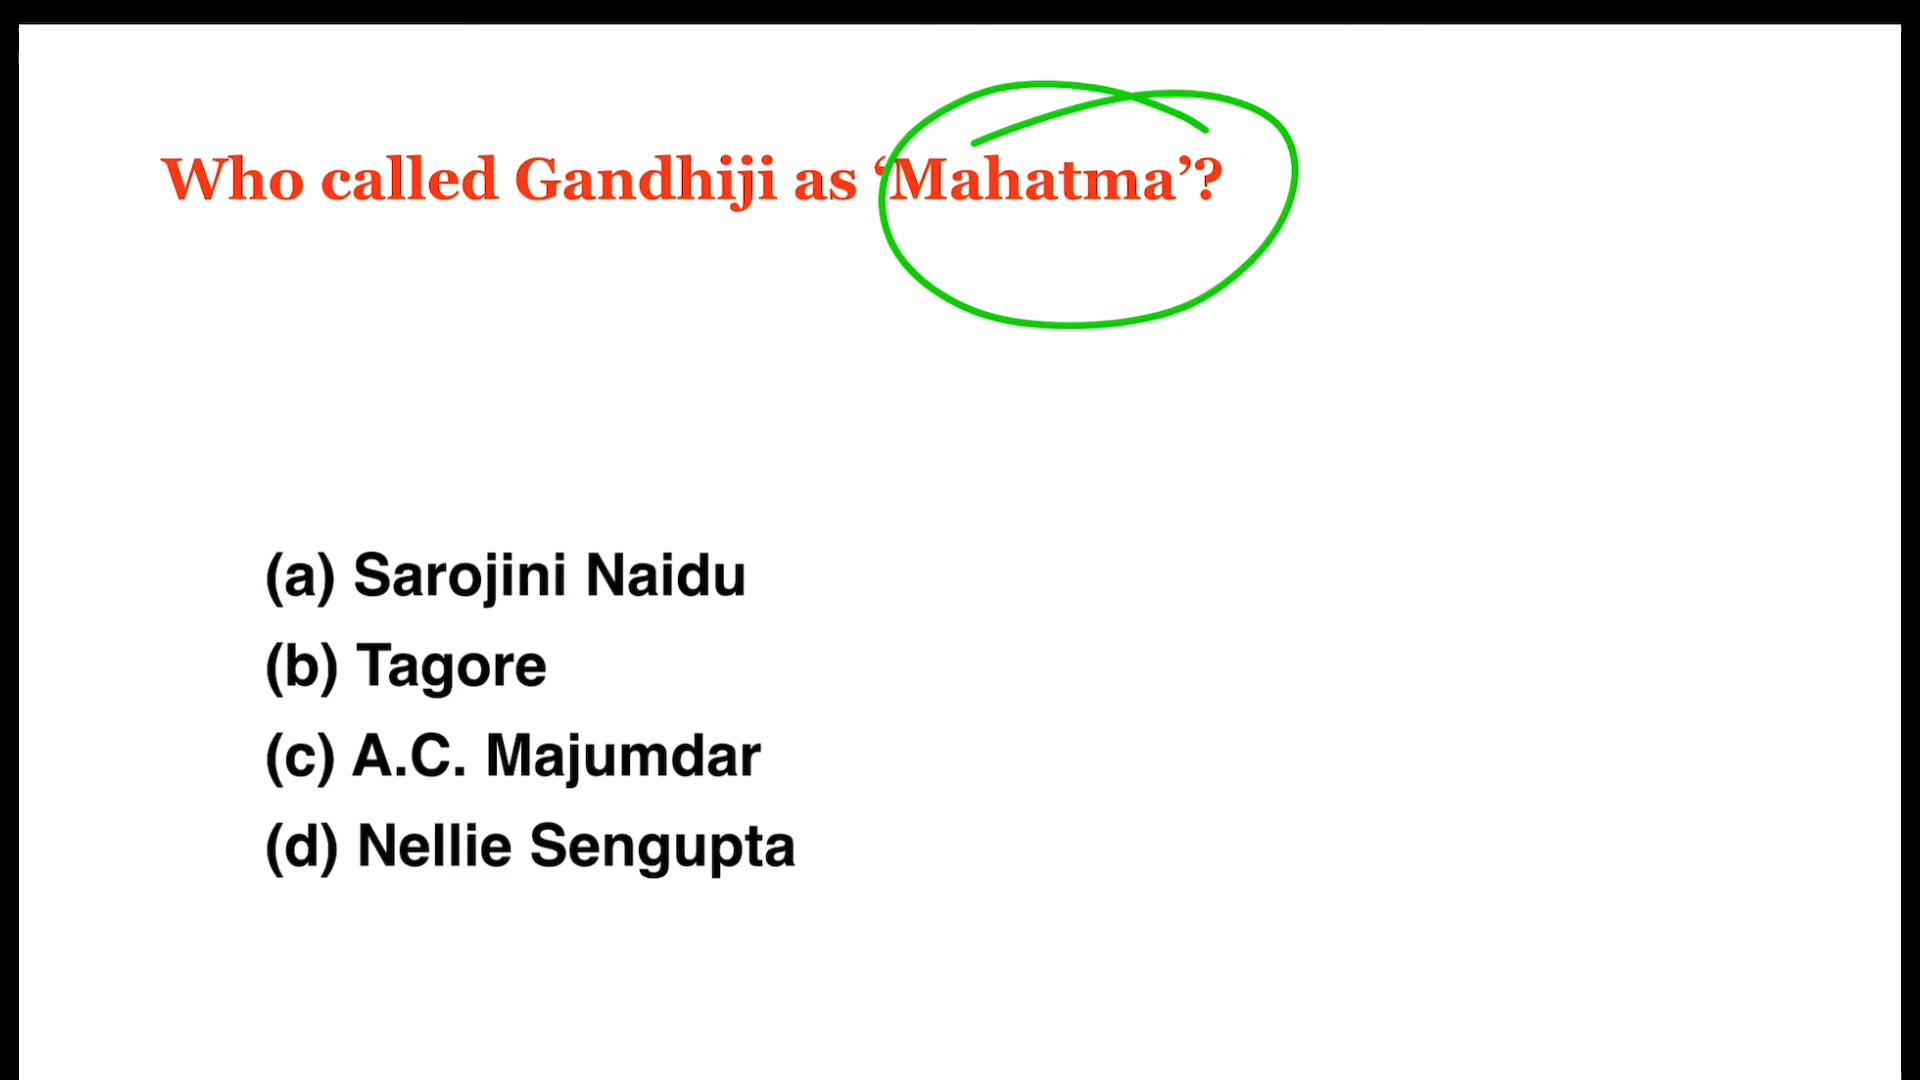 Who called Gandhiji as ‘Mahatma’?
(a) Sarojini Naidu
(b) Tagore
(c) A.C. Majumdar
(d) Nellie Sengupta